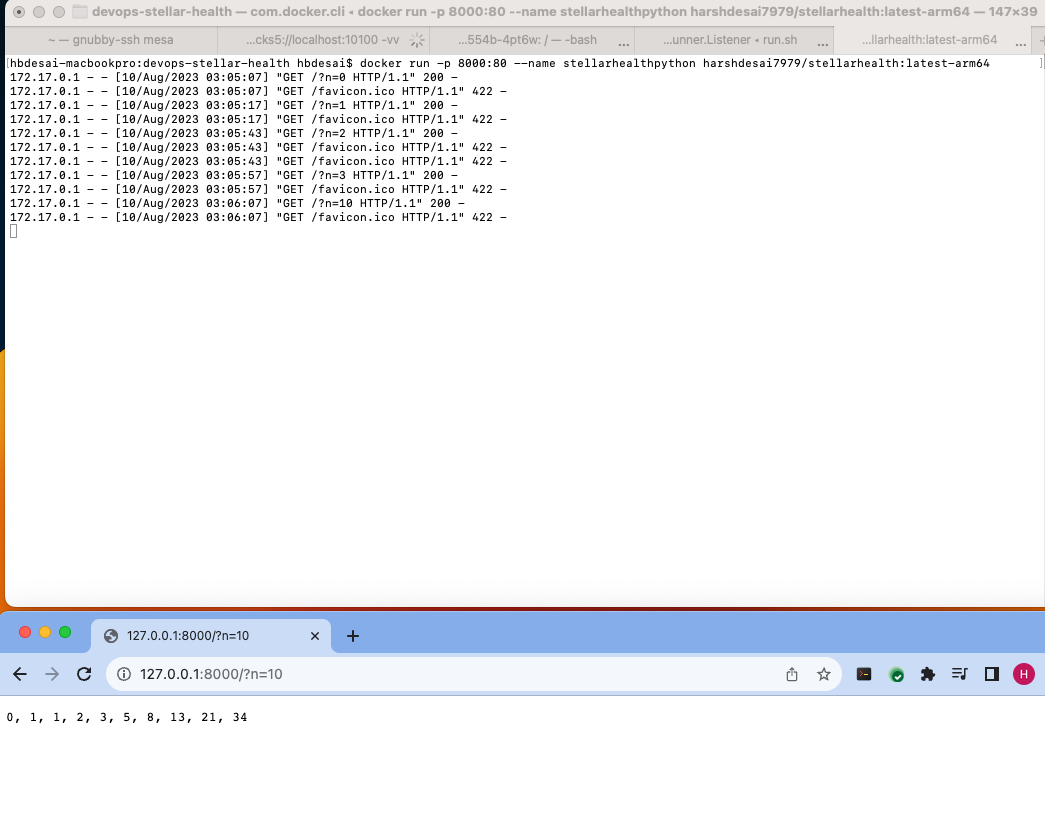 devops-stellar-health — com.docker.cli ◂ docker run -p 8000:80 --name stellarhealthpython harshdesai7979/stellarhealth:latest-arm64 — 147×39
~ — gnubby-ssh mesa ...cks5://localhost:10100 -vv ...554b-4pt6w: / — -bash ... ...unner.Listener ◂ run.sh ... ...llarhealth:latest-arm64 ... +
[hbdesai-macbookpro:devops-stellar-health hbdesai$ docker run -p 8000:80 --name stellarhealthpython harshdesai7979/stellarhealth:latest-arm64 ]
172.17.0.1 - - [10/Aug/2023 03:05:07] "GET /?n=0 HTTP/1.1" 200 -
172.17.0.1 - - [10/Aug/2023 03:05:07] "GET /favicon.ico HTTP/1.1" 422 -
172.17.0.1 - - [10/Aug/2023 03:05:17] "GET /?n=1 HTTP/1.1" 200 -
172.17.0.1 - - [10/Aug/2023 03:05:17] "GET /favicon.ico HTTP/1.1" 422 -
172.17.0.1 - - [10/Aug/2023 03:05:43] "GET /?n=2 HTTP/1.1" 200 -
172.17.0.1 - - [10/Aug/2023 03:05:43] "GET /favicon.ico HTTP/1.1" 422 -
172.17.0.1 - - [10/Aug/2023 03:05:43] "GET /favicon.ico HTTP/1.1" 422 -
172.17.0.1 - - [10/Aug/2023 03:05:57] "GET /?n=3 HTTP/1.1" 200 -
172.17.0.1 - - [10/Aug/2023 03:05:57] "GET /favicon.ico HTTP/1.1" 422 -
172.17.0.1 - - [10/Aug/2023 03:06:07] "GET /?n=10 HTTP/1.1" 200 -
172.17.0.1 - - [10/Aug/2023 03:06:07] "GET /favicon.ico HTTP/1.1" 422 -
127.0.0.1:8000/?n=10
127.0.0.1:8000/?n=10
H
0, 1, 1, 2, 3, 5, 8, 13, 21, 34